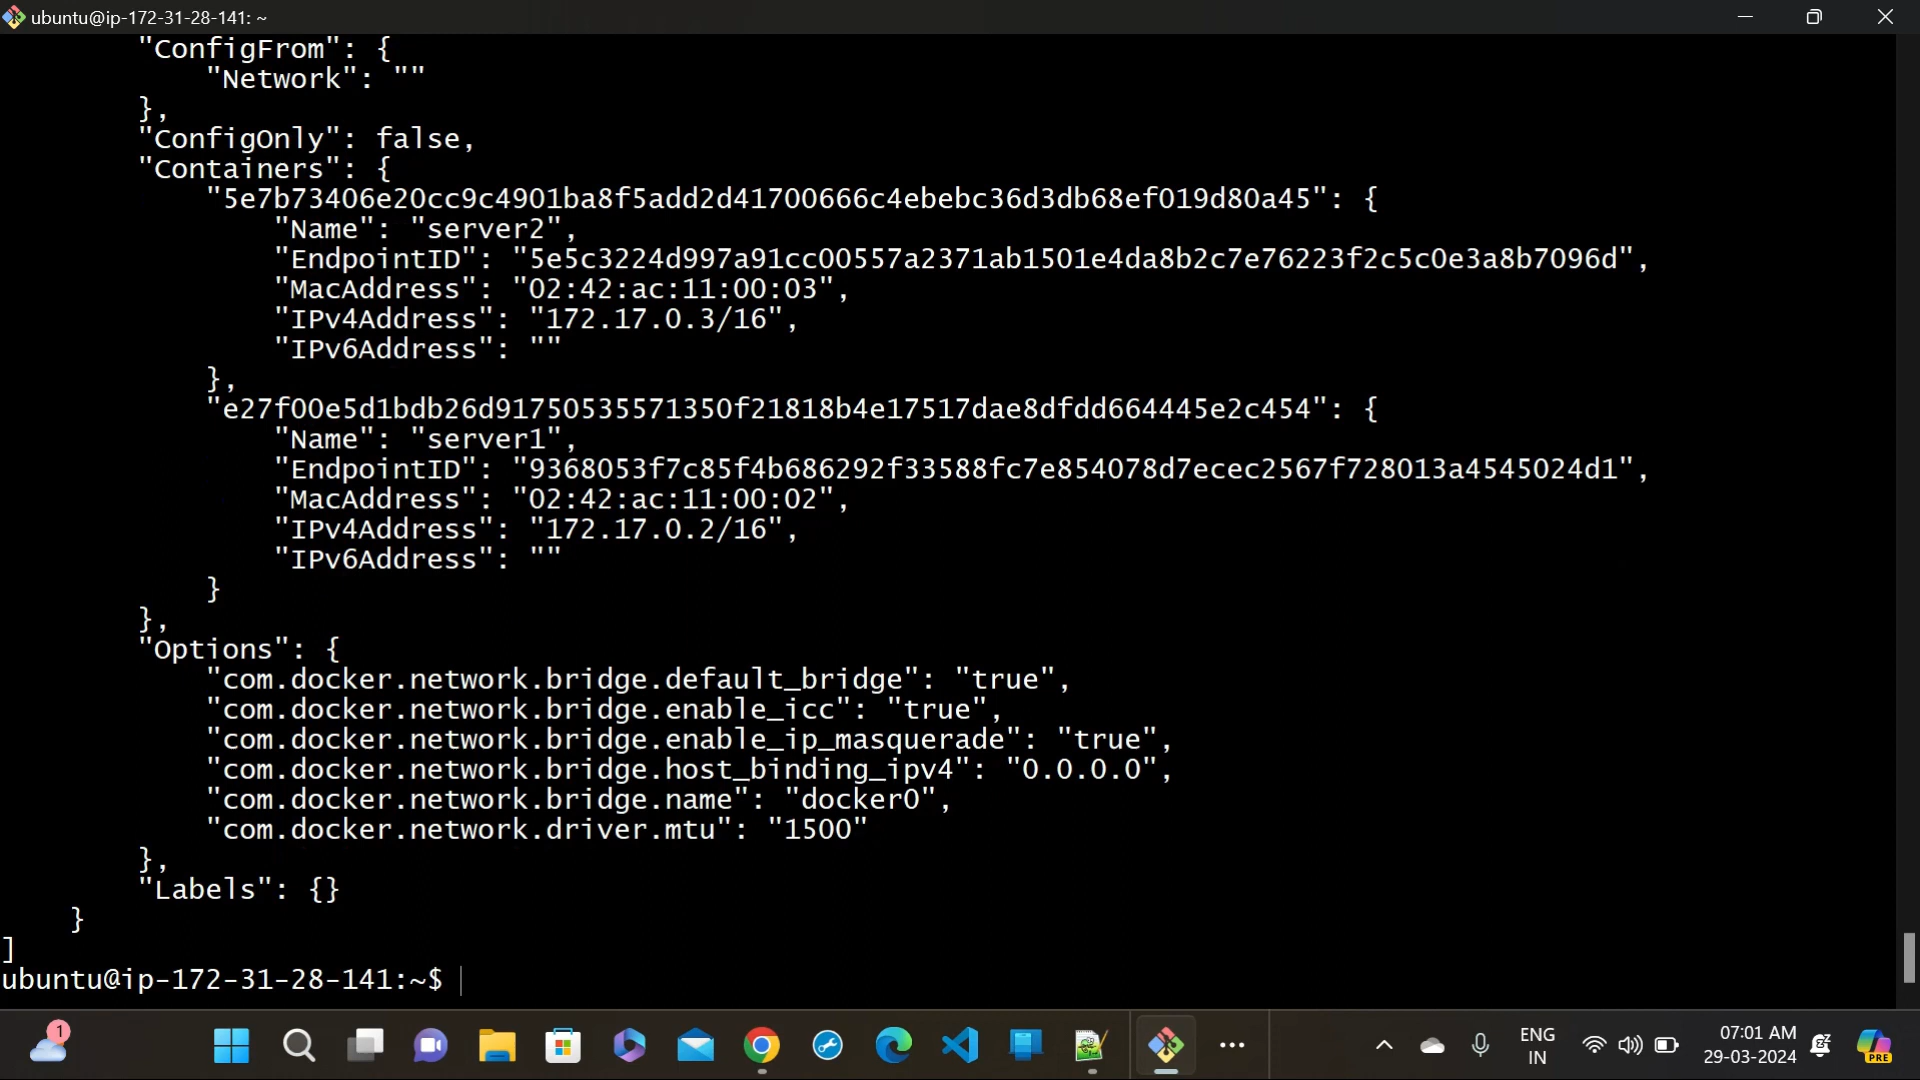 ubuntu@ip-172-31-28-141: ~
"ConfigFrom": {
"Network": ""
},
"ConfigOnly": false,
"Containers": {
"5e7b73406e20cc9c4901ba8f5add2d41700666c4ebebc36d3db68ef019d80a45": {
"Name": "server2",
"EndpointID": "5e5c3224d997a91cc00557a2371ab1501e4da8b2c7e76223f2c5c0e3a8b7096d",
"MacAddress": "02:42:ac:11:00:03",
"IPv4Address": "172.17.0.3/16",
"IPv6Address": ""
},
"e27f00e5d1bdb26d91750535571350f21818b4e17517dae8dfdd664445e2c454": {
"Name": "server1",
"EndpointID": "9368053f7c85f4b686292f33588fc7e854078d7ecec2567f728013a4545024d1",
"MacAddress": "02:42:ac:11:00:02",
"IPv4Address": "172.17.0.2/16",
"IPv6Address": ""
}
},
"Options": {
"com.docker.network.bridge.default_bridge": "true",
"com.docker.network.bridge.enable_icc": "true",
"com.docker.network.bridge.enable_ip_masquerade": "true",
"com.docker.network.bridge.host_binding_ipv4": "0.0.0.0",
"com.docker.network.bridge.name": "docker0",
"com.docker.network.driver.mtu": "1500"
},
"Labels": {}
}
]
ubuntu@ip-172-31-28-141:~$
1
ENG
IN
07:01 AM
29-03-2024
PRE